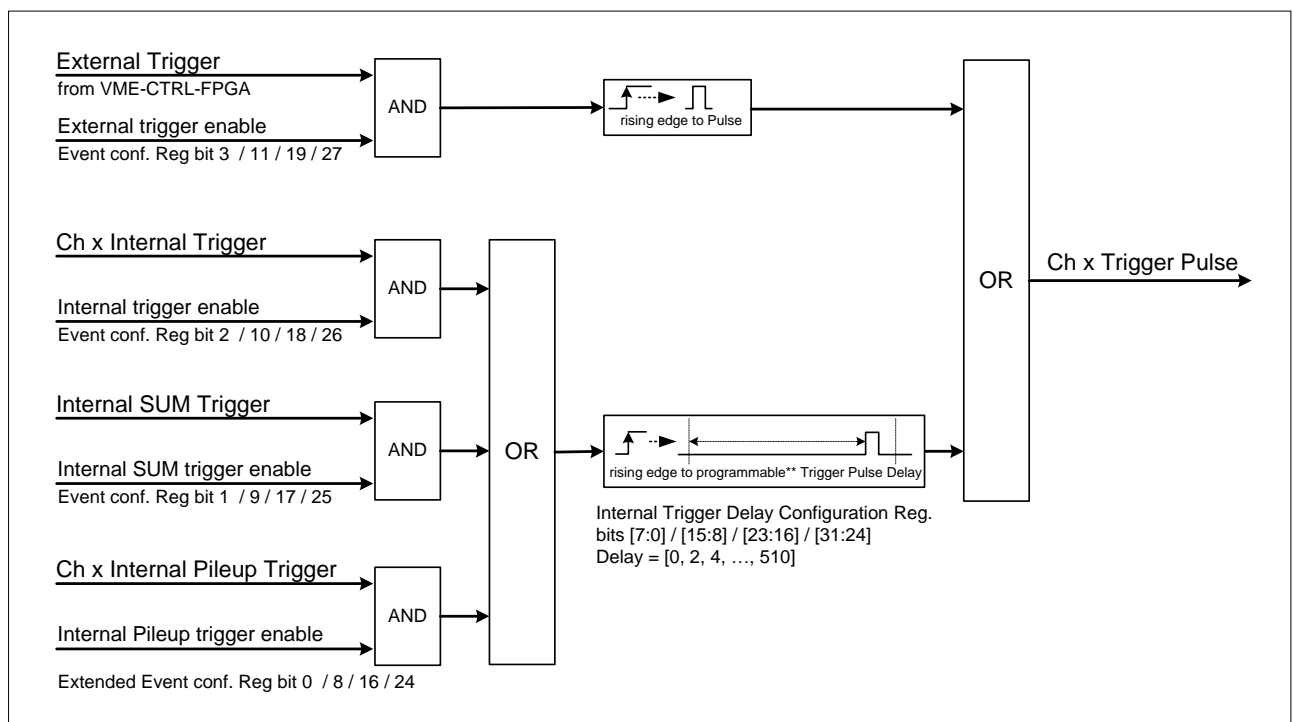 External Trigger
from VME-CTRL-FPGA
External trigger enable
Event conf. Reg bit 3 / 11 / 19 / 27
AND
rising edge to Pulse
Ch x Internal Trigger
Internal trigger enable
Event conf. Reg bit 2 / 10 / 18 / 26
AND
Internal SUM Trigger
Internal SUM trigger enable
Event conf. Reg bit 1 / 9 / 17 / 25
AND
Ch x Internal Pileup Trigger
Internal Pileup trigger enable
Extended Event conf. Reg bit 0 / 8 / 16 / 24
AND
OR
rising edge to programmable** Trigger Pulse Delay
Internal Trigger Delay Configuration Reg.
bits [7:0] / [15:8] / [23:16] / [31:24]
Delay = [0, 2, 4, …, 510]
OR
Ch x Trigger Pulse